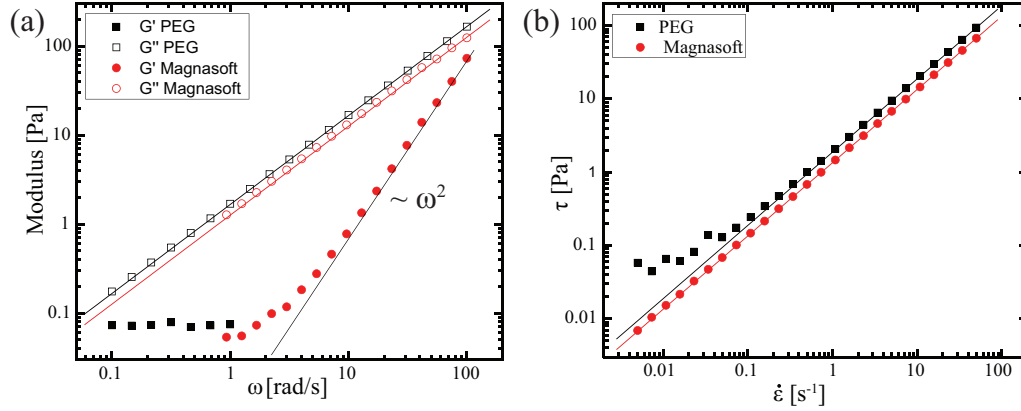 (a)
G' PEG
G'' PEG
G' Magnasoft
G'' Magnasoft
100
10
1
0.1
Modulus [Pa]
~ ω²
0.1 1 10 100
ω [rad/s]
(b)
PEG
Magnasoft
100
10
1
0.1
0.01
τ [Pa]
0.01 0.1 1 10 100
ε̇ [s⁻¹]